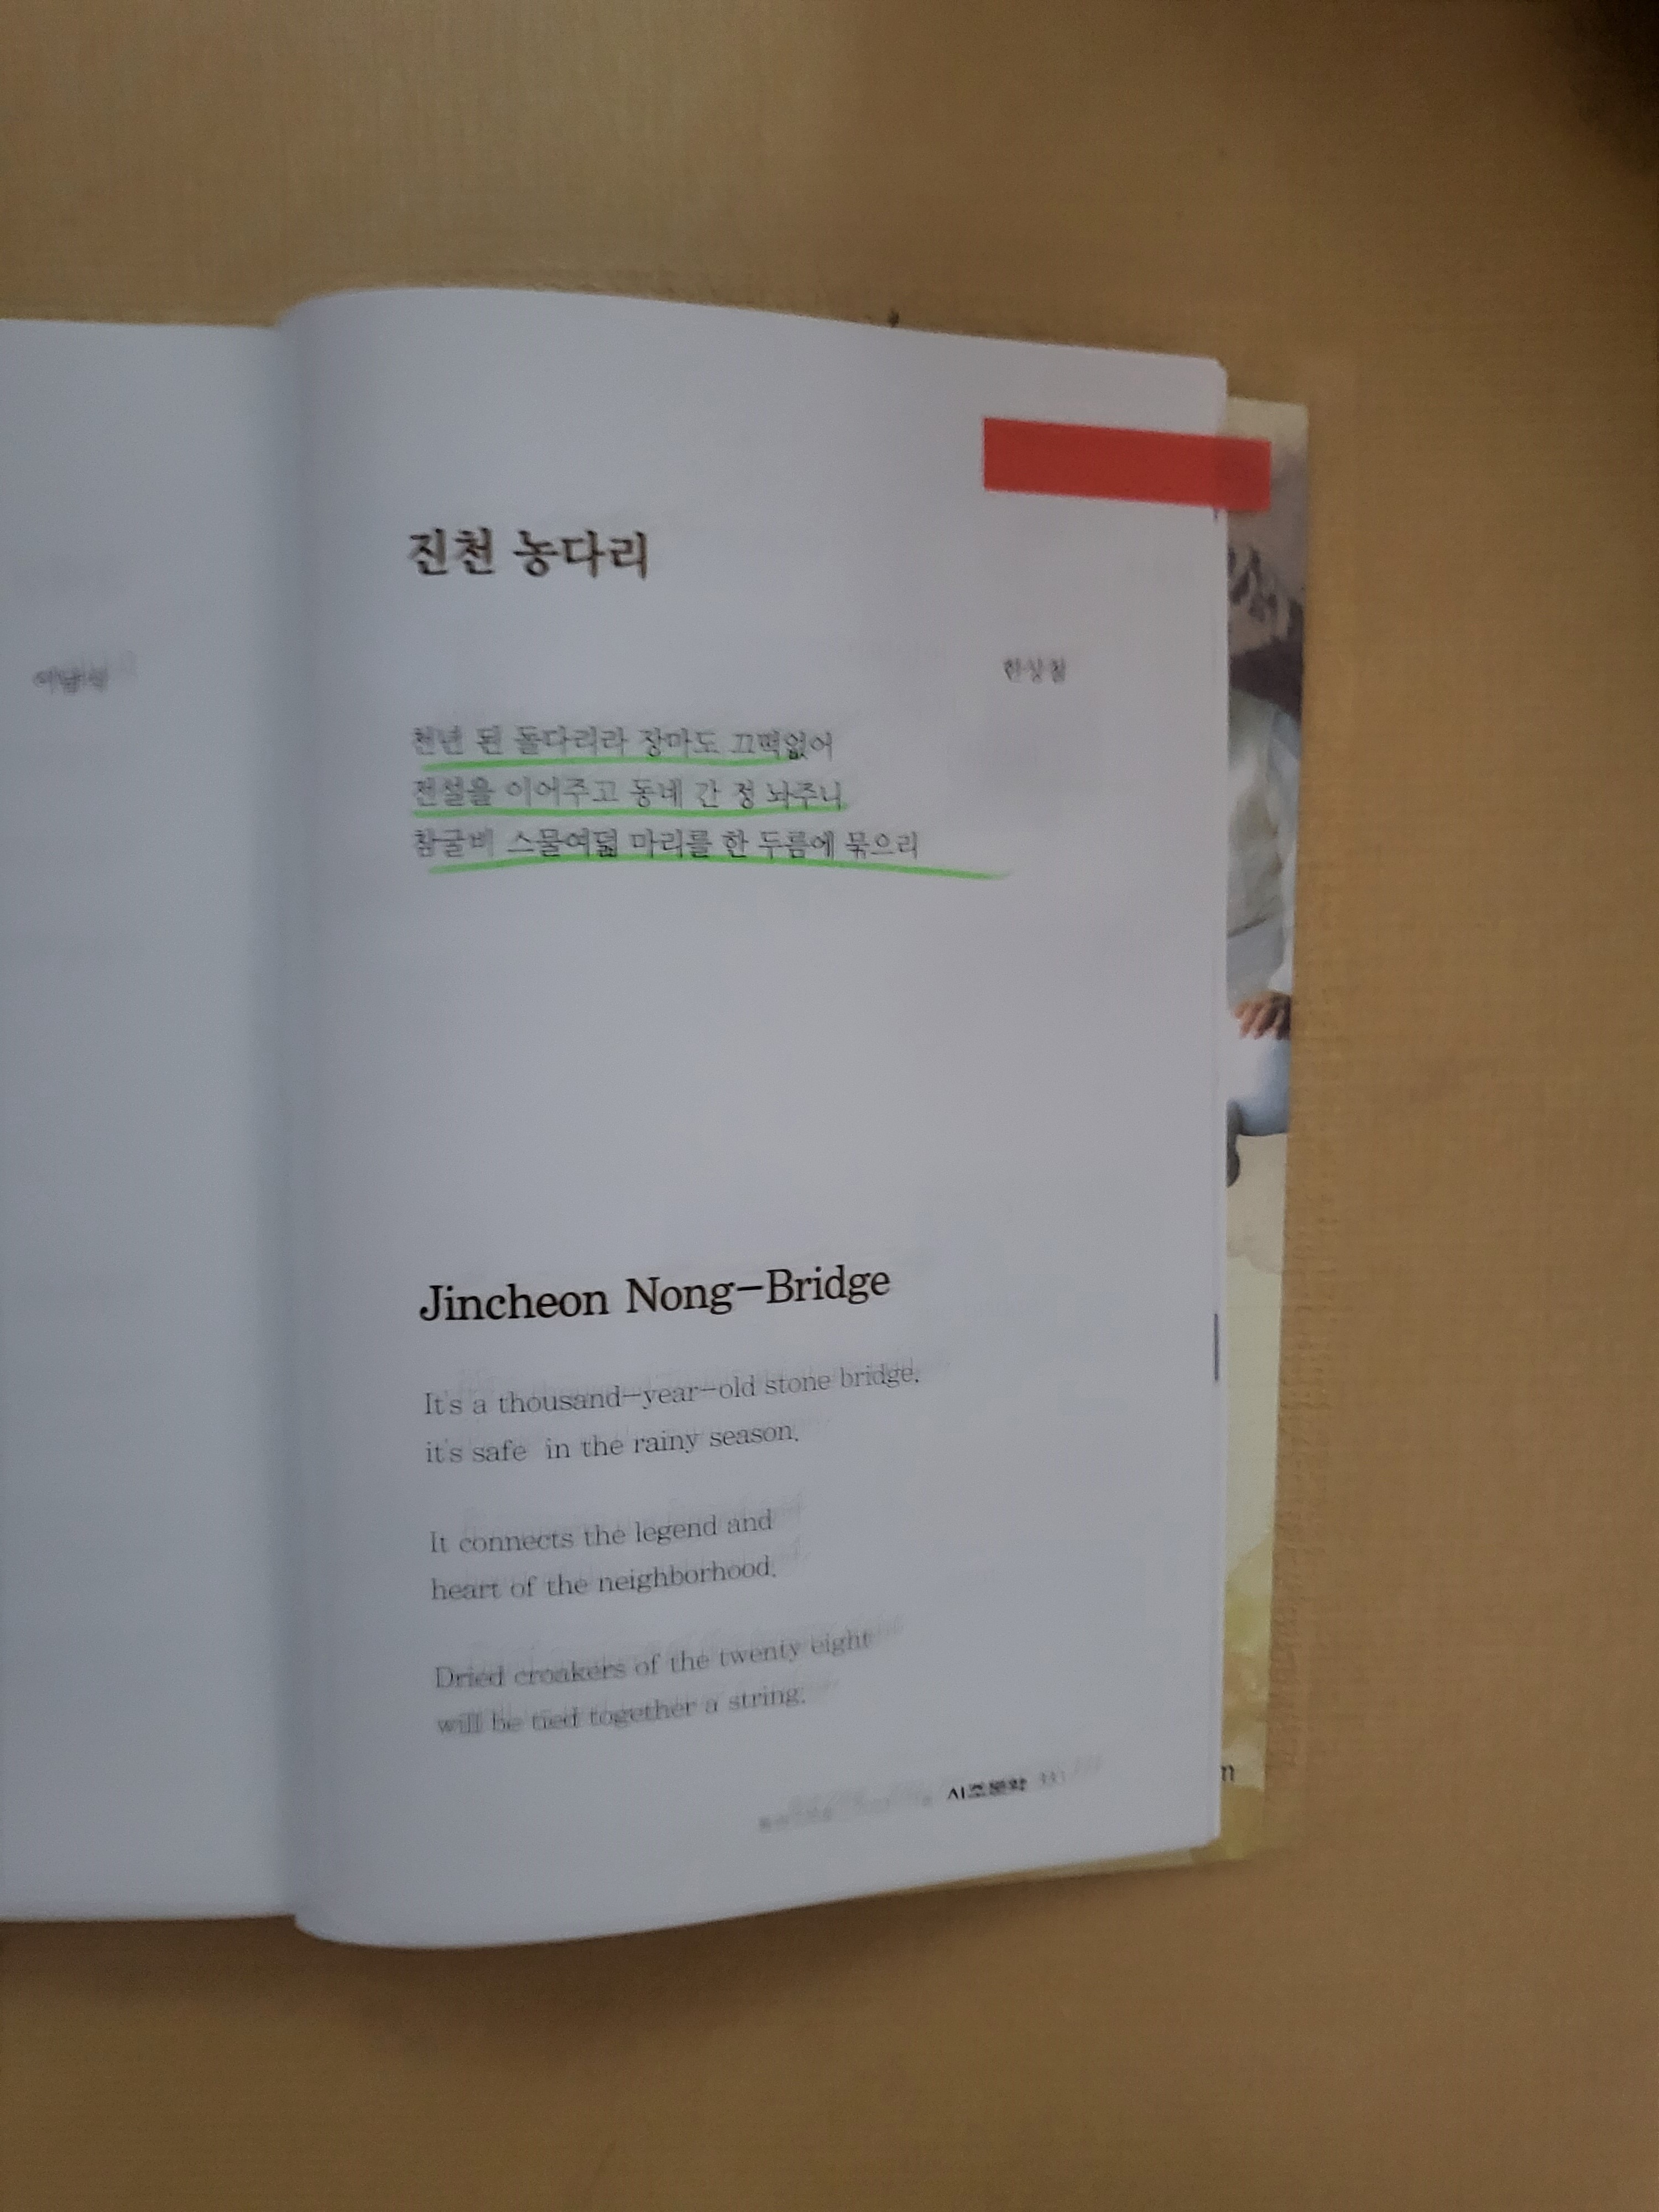 진천 농다리
한상철
천년 된 돌다리라 장마도 끄떡없어
전설을 이어주고 동네 간 정 놔주니
참굴비 스물여덟 마리를 한 두름에 묶으리
Jincheon Nong-Bridge
It's a thousand-year-old stone bridge,
it's safe in the rainy season.
It connects the legend and
heart of the neighborhood.
Dried croakers of the twenty eight
will be tied together a string.
시조문학